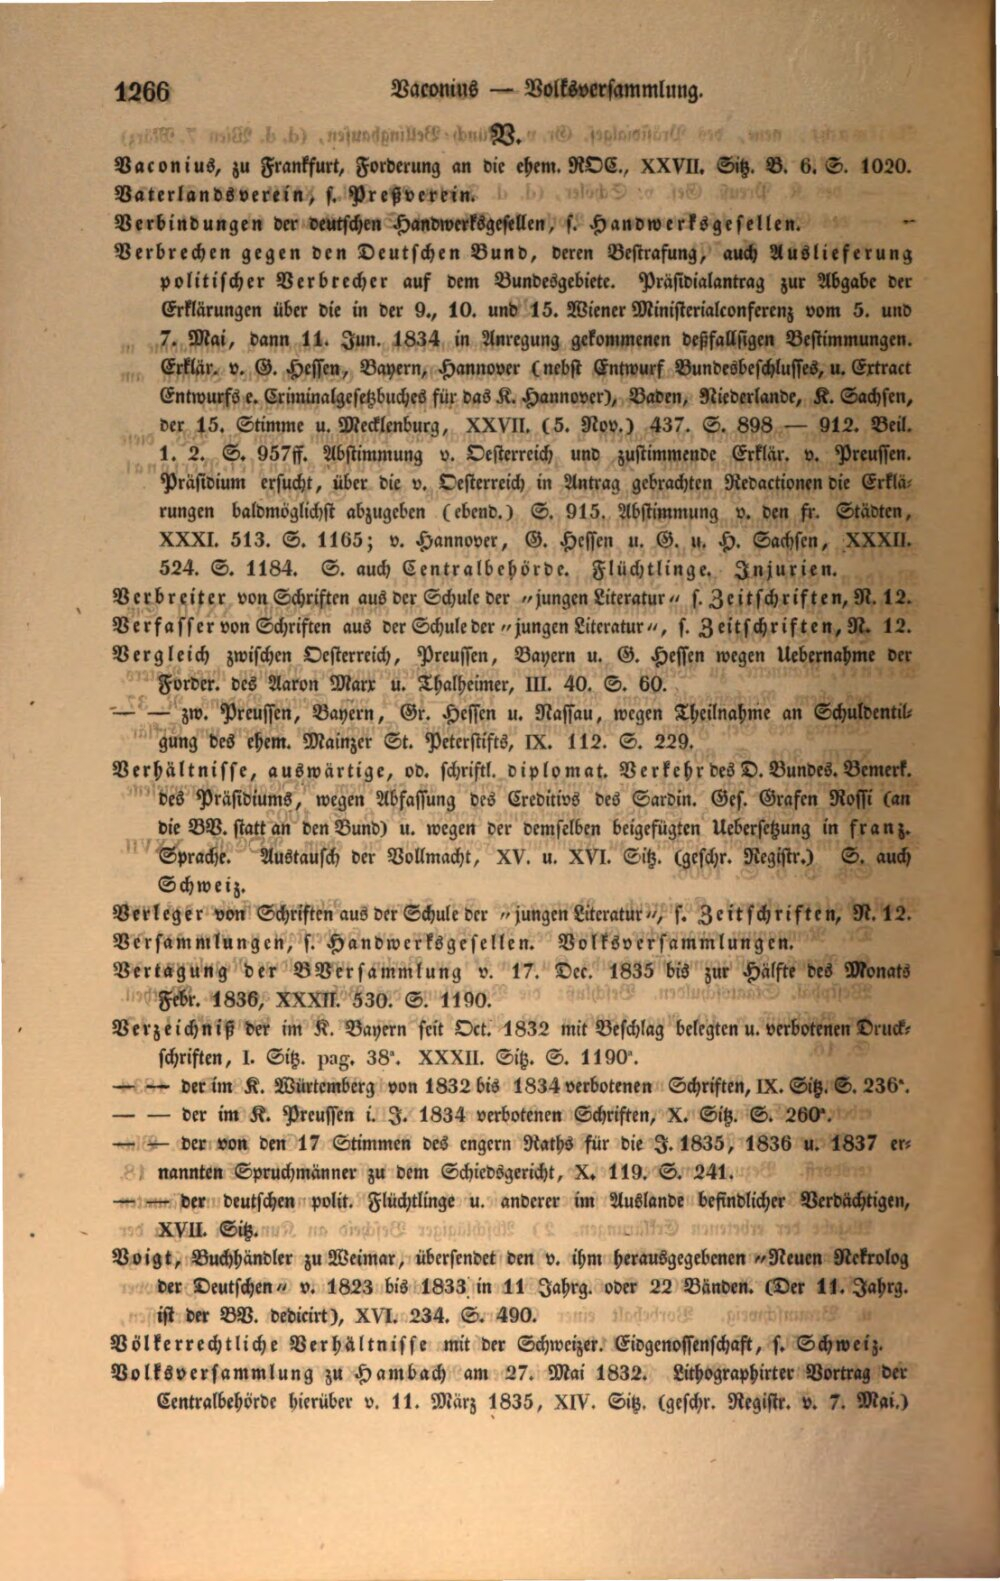 1266 Vaconius — Volksversammlung.
V.
Vaconius, zu Frankfurt, Forderung an die ehem. ROC., XXVII. Sitz. B. 6. S. 1020.
Vaterlandsverein, s. Preßverein.
Verbindungen der deutschen Handwerksgesellen, s. Handwerksgesellen.
Verbrechen gegen den Deutschen Bund, deren Bestrafung, auch Auslieferung
politischer Verbrecher auf dem Bundesgebiete. Präsidialantrag zur Abgabe der
Erklärungen über die in der 9., 10. und 15. Wiener Ministerialconferenz vom 5. und
7. Mai, dann 11. Jun. 1834 in Anregung gekommenen deßfallsigen Bestimmungen.
Erklär. v. G. Hessen, Bayern, Hannover (nebst Entwurf Bundesbeschlusses, u. Extract
Entwurfs e. Criminalgesetzbuches für das K. Hannover), Baden, Niederlande, K. Sachsen,
der 15. Stimme u. Mecklenburg, XXVII. (5. Nov.) 437. S. 898 — 912. Beil.
1. 2. S. 957ff. Abstimmung v. Oesterreich und zustimmende Erklär. v. Preussen.
Präsidium ersucht, über die v. Oesterreich in Antrag gebrachten Redactionen die Erklä-
rungen baldmöglichst abzugeben (ebend.) S. 915. Abstimmung v. den fr. Städten,
XXXI. 513. S. 1165; v. Hannover, G. Hessen u. G. u. H. Sachsen, XXXII.
524. S. 1184. S. auch Centralbehörde. Flüchtlinge. Injurien.
Verbreiter von Schriften aus der Schule der „jungen Literatur“ s. Zeitschriften, N. 12.
Verfasser von Schriften aus der Schule der „jungen Literatur“, s. Zeitschriften, N. 12.
Vergleich zwischen Oesterreich, Preussen, Bayern u. G. Hessen wegen Uebernahme der
Forder. des Aaron Marx u. Thalheimer, III. 40. S. 60.
— — zw. Preussen, Bayern, Gr. Hessen u. Nassau, wegen Theilnahme an Schuldentil-
gung des ehem. Mainzer St. Peterstifts, IX. 112. S. 229.
Verhältnisse, auswärtige, od. schriftl. diplomat. Verkehr des D. Bundes. Bemerk.
des Präsidiums, wegen Abfassung des Creditivs des Sardin. Ges. Grafen Rossi (an
die BV. statt an den Bund) u. wegen der demselben beigefügten Uebersetzung in franz.
Sprache. Austausch der Vollmacht, XV. u. XVI. Sitz. (geschr. Registr.) S. auch
Schweiz.
Verleger von Schriften aus der Schule der „jungen Literatur“, s. Zeitschriften, N. 12.
Versammlungen, s. Handwerksgesellen. Volksversammlungen.
Vertagung der BVersammlung v. 17. Dec. 1835 bis zur Hälfte des Monats
Febr. 1836, XXXII. 530. S. 1190.
Verzeichniß der im K. Bayern seit Oct. 1832 mit Beschlag belegten u. verbotenen Druck-
schriften, I. Sitz. pag. 38ª. XXXII. Sitz. S. 1190ª.
— — der im K. Würtemberg von 1832 bis 1834 verbotenen Schriften, IX. Sitz. S. 236ª.
— — der im K. Preussen i. J. 1834 verbotenen Schriften, X. Sitz. S. 260ª.
— — der von den 17 Stimmen des engern Raths für die J. 1835, 1836 u. 1837 er-
nannten Spruchmänner zu dem Schiedsgericht, X. 119. S. 241.
— — der deutschen polit. Flüchtlinge u. anderer im Auslande befindlicher Verdächtigen,
XVII. Sitz.
Voigt, Buchhändler zu Weimar, übersendet den v. ihm herausgegebenen „Neuen Nekrolog
der Deutschen“ v. 1823 bis 1833 in 11 Jahrg. oder 22 Bänden. (Der 11. Jahrg.
ist der BV. dedicirt), XVI. 234. S. 490.
Völkerrechtliche Verhältnisse mit der Schweizer. Eidgenossenschaft, s. Schweiz.
Volksversammlung zu Hambach am 27. Mai 1832. Lithographirter Vortrag der
Centralbehörde hierüber v. 11. März 1835, XIV. Sitz. (geschr. Registr. v. 7. Mai.)